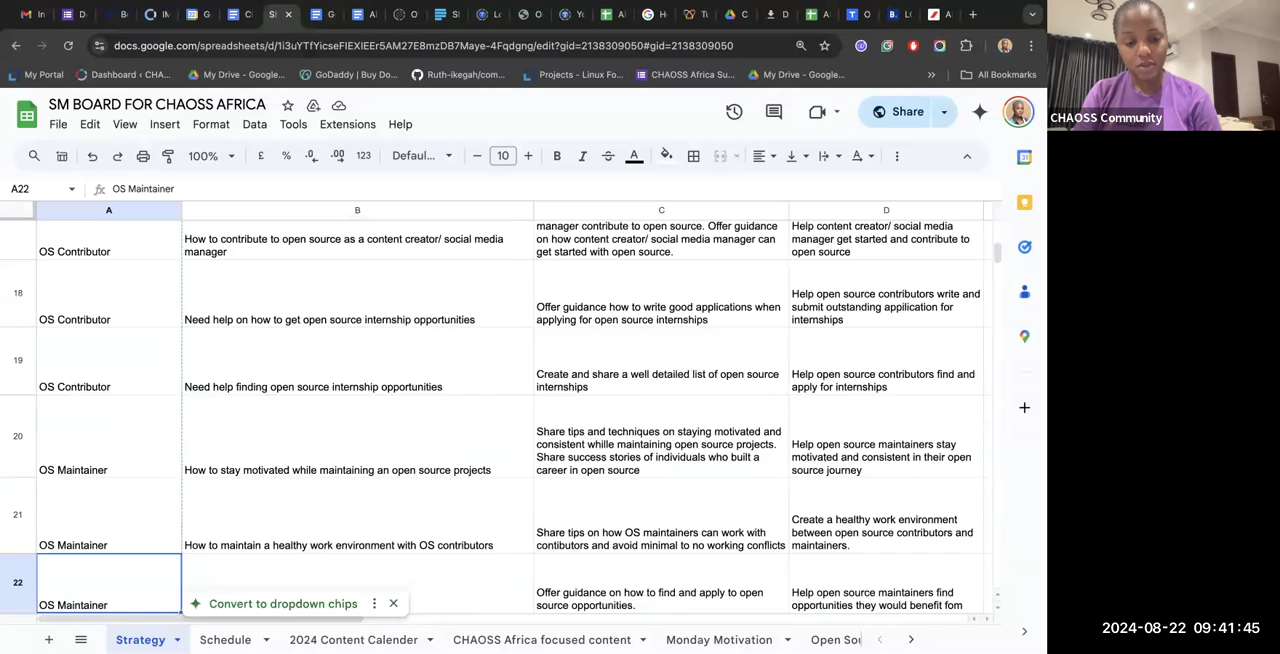 In
D
B
IM
G
C
S
G
A
O
S
L
O
Y
A
H
T
C
D
A
O
L
A
docs.google.com/spreadsheets/d/1i3uYTfYicseFIEXIEEr5AM27E8mzDB7Maye-4Fqdgng/edit?gid=2138309050#gid=2138309050
My Portal
Dashboard ‹ CHA...
My Drive - Google...
GoDaddy | Buy Do...
Ruth-ikegah/com...
Projects - Linux Fo...
CHAOSS Africa Su...
My Drive - Google...
»
All Bookmarks
SM BOARD FOR CHAOSS AFRICA
File Edit View Insert Format Data Tools Extensions Help
Share
100%
£ % .0 .00 123
Defaul...
− 10 +
B I S A
A22
fx OS Maintainer
A B C D
OS Contributor
How to contribute to open source as a content creator/ social media
manager
manager contribute to open source. Offer guidance
on how content creator/ social media manager can
get started with open source.
Help content creator/ social media
manager get started and contribute to
open source
18
OS Contributor
Need help on how to get open source internship opportunities
Offer guidance how to write good applications when
applying for open source internships
Help open source contributors write and
submit outstanding appilication for
internships
19
OS Contributor
Need help finding open source internship opportunities
Create and share a well detailed list of open source
internships
Help open source contributors find and
apply for internships
20
OS Maintainer
How to stay motivated while maintaining an open source projects
Share tips and techniques on staying motivated and
consistent whille maintaining open source projects.
Share success stories of individuals who built a
career in open source
Help open source maintainers stay
motivated and consistent in their open
source journey
21
OS Maintainer
How to maintain a healthy work environment with OS contributors
Share tips on how OS maintainers can work with
contibutors and avoid minimal to no working conflicts
Create a healthy work environment
between open source contributors and
maintainers.
22
OS Maintainer
Convert to dropdown chips
Offer guidance on how to find and apply to open
source opportunities.
Help open source maintainers find
opportunities they would benefit fom
Strategy
Schedule
2024 Content Calender
CHAOSS Africa focused content
Monday Motivation
Open Sou
CHAOSS Community
2024-08-22 09:41:45